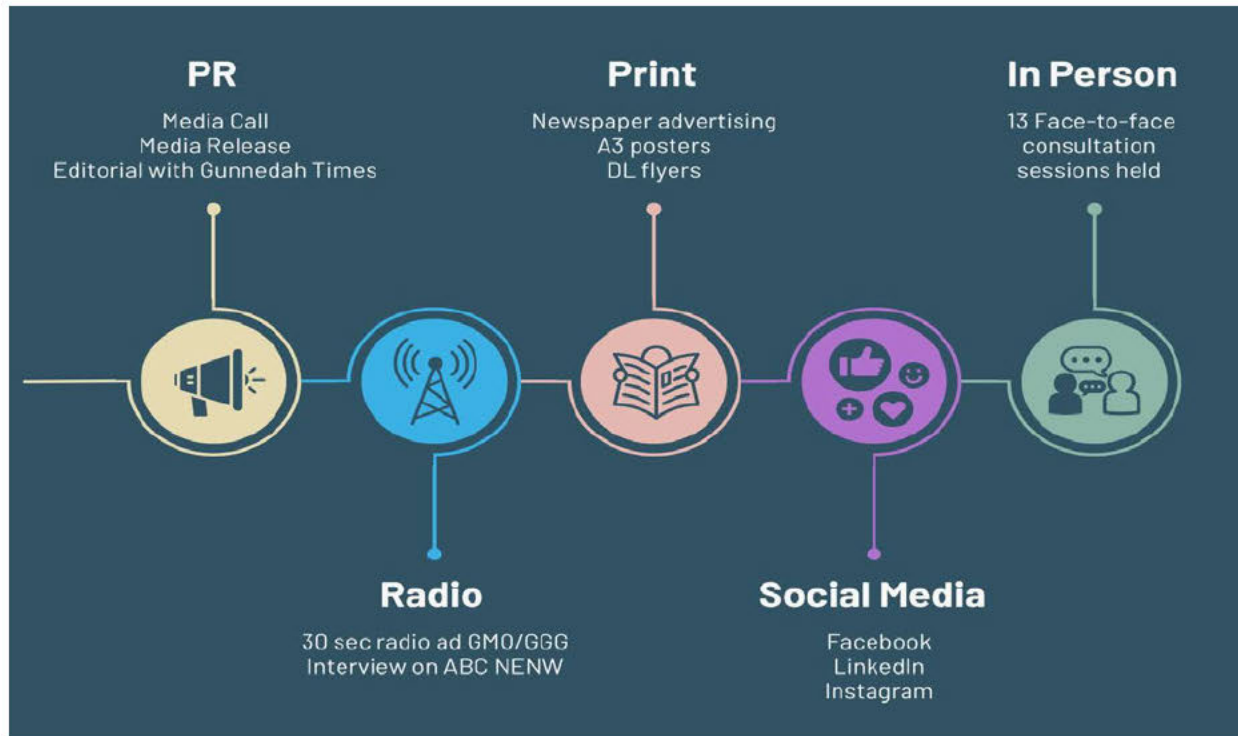 PR
Media Call
Media Release
Editorial with Gunnedah Times
Print
Newspaper advertising
A3 posters
DL flyers
In Person
13 Face-to-face
consultation
sessions held
Radio
30 sec radio ad GMO/GGG
Interview on ABC NENW
Social Media
Facebook
LinkedIn
Instagram